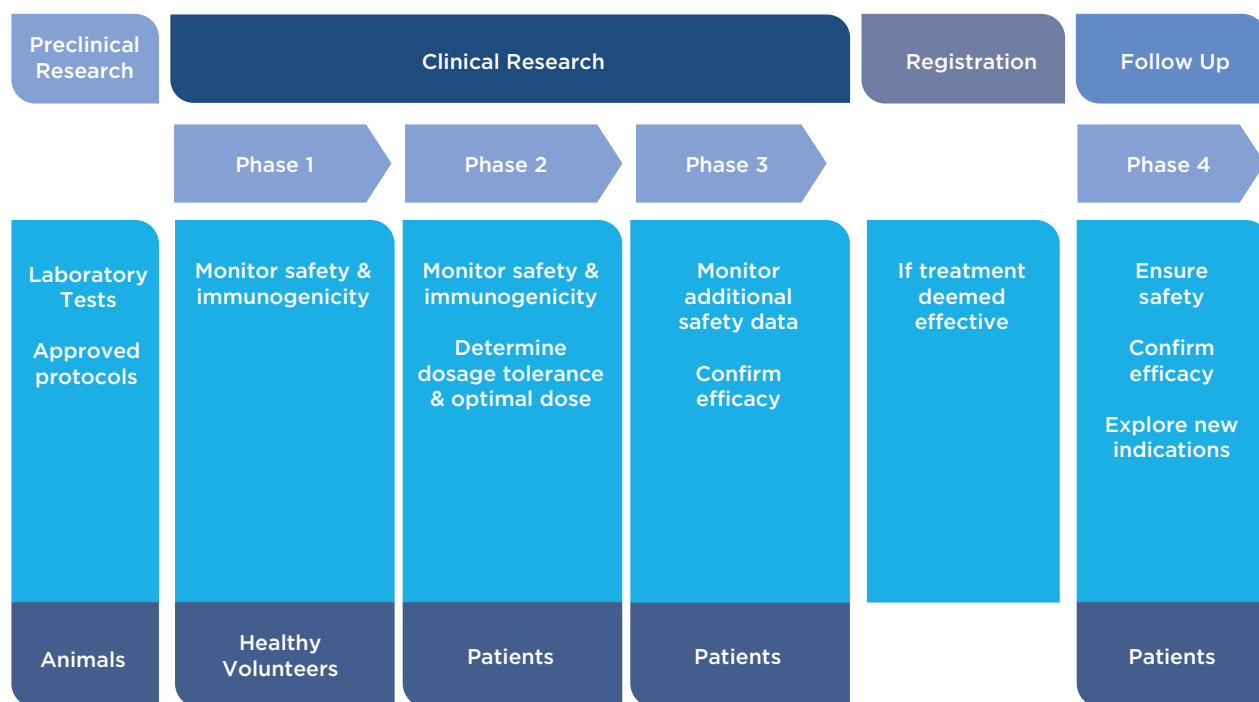 Preclinical
Research
Clinical Research
Registration
Follow Up
Phase 1
Phase 2
Phase 3
Phase 4
Laboratory
Tests
Approved
protocols
Monitor safety &
immunogenicity
Monitor safety &
immunogenicity
Determine
dosage tolerance
& optimal dose
Monitor
additional
safety data
Confirm
efficacy
If treatment
deemed
effective
Ensure
safety
Confirm
efficacy
Explore new
indications
Animals
Healthy
Volunteers
Patients
Patients
Patients